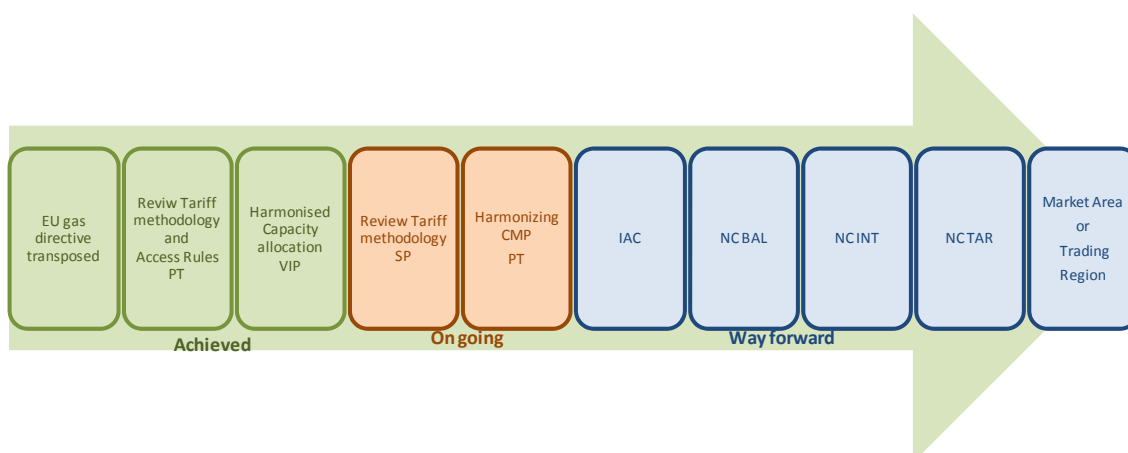 EU gas
directive
transposed
Reviw Tariff
methodology
and
Access Rules
PT
Harmonised
Capacity
allocation
VIP
Review Tariff
methodology
SP
Harmonizing
CMP
PT
IAC
NC BAL
NC INT
NC TAR
Market Area
or
Trading
Region
Achieved
On going
Way forward